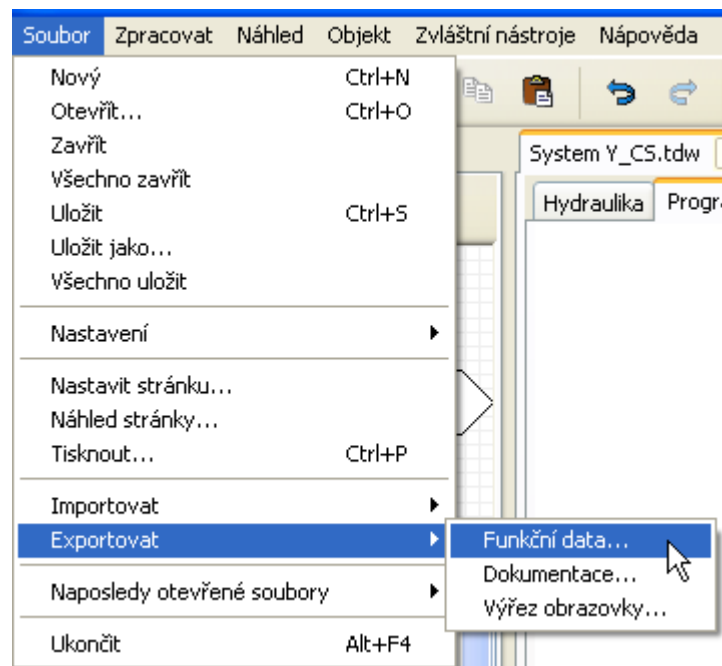 Soubor Zpracovat Náhled Objekt Zvláštní nástroje Nápověda
Nový Ctrl+N
Otevřít... Ctrl+O
Zavřít
Všechno zavřít
Uložit Ctrl+S
Uložit jako...
Všechno uložit
Nastavení
Nastavit stránku...
Náhled stránky...
Tisknout... Ctrl+P
Importovat
Exportovat
Naposledy otevřené soubory
Ukončit Alt+F4
Funkční data...
Dokumentace...
Výřez obrazovky...
System Y_CS.tdw
Hydraulika Progr